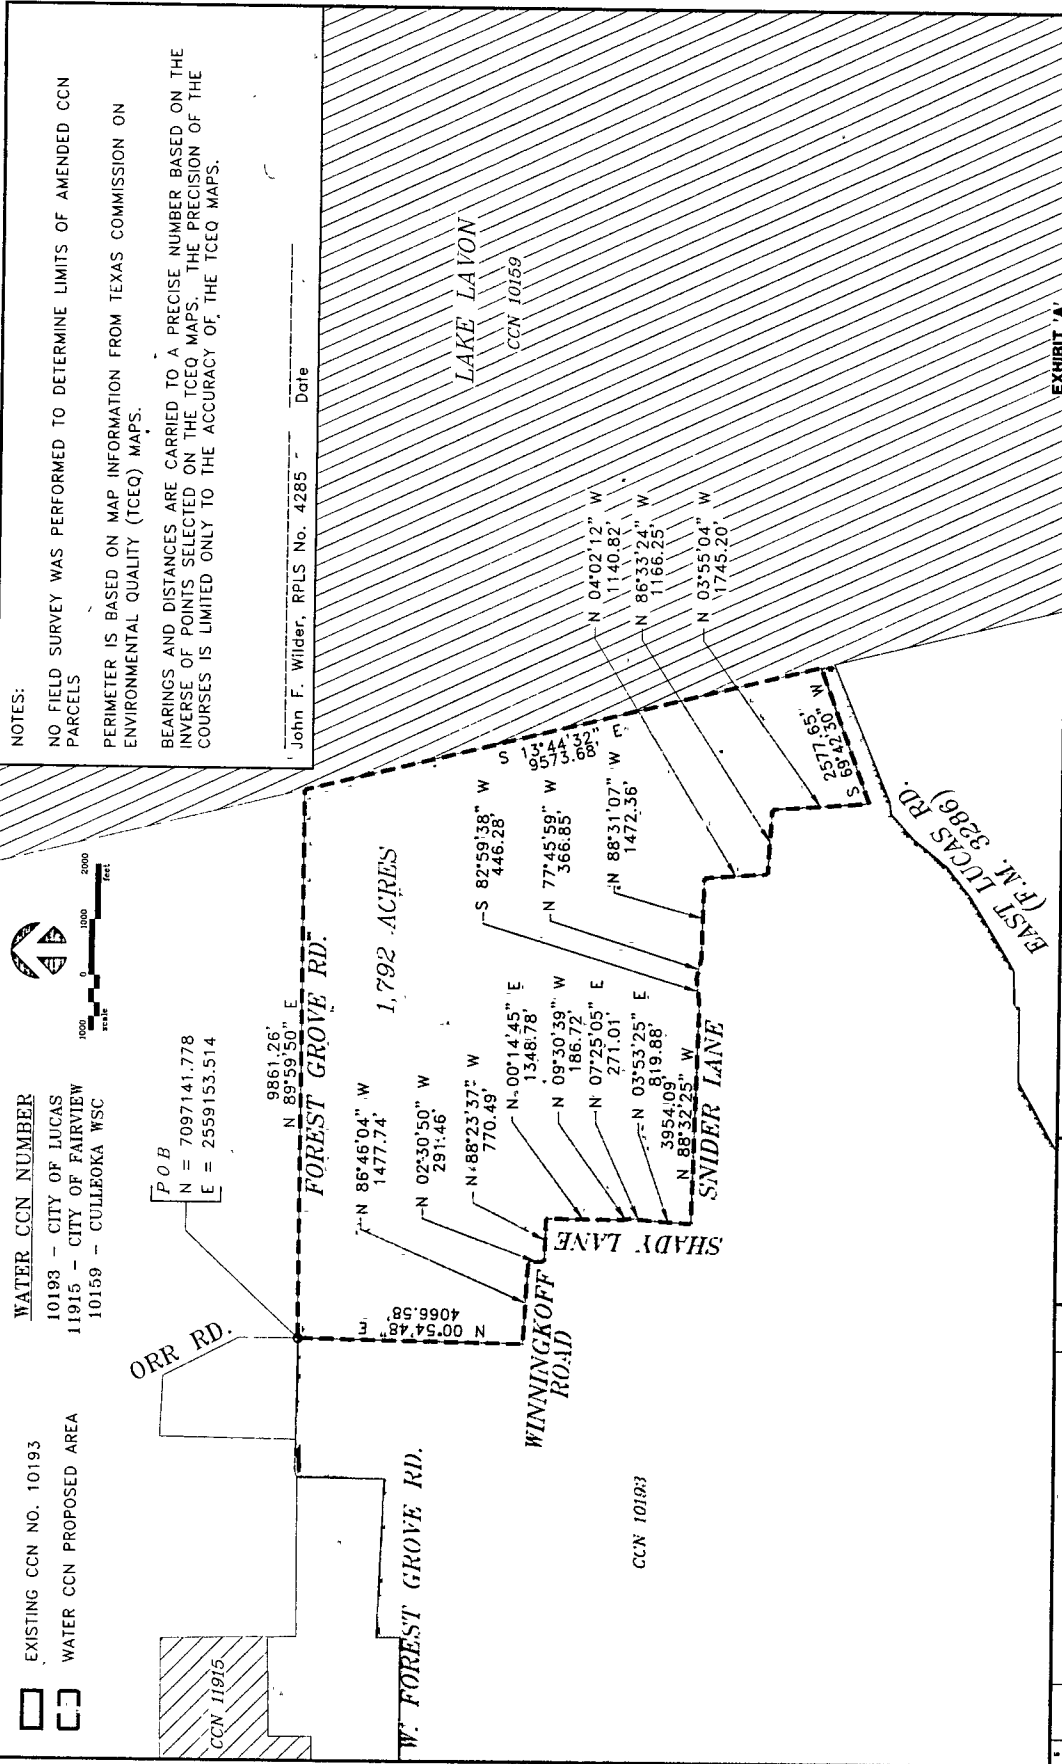 EXISTING CCN NO. 10193
WATER CCN PROPOSED AREA
WATER CCN NUMBER
10193 - CITY OF LUCAS
11915 - CITY OF FAIRVIEW
10159 - CULLEOKA WSC
1000
0
1000
2000
scale
feet
NOTES:
NO FIELD SURVEY WAS PERFORMED TO DETERMINE LIMITS OF AMENDED CCN
PARCELS
PERIMETER IS BASED ON MAP INFORMATION FROM TEXAS COMMISSION ON
ENVIRONMENTAL QUALITY (TCEQ) MAPS.
BEARINGS AND DISTANCES ARE CARRIED TO A PRECISE NUMBER BASED ON THE
INVERSE OF POINTS SELECTED ON THE TCEQ MAPS. THE PRECISION OF THE
COURSES IS LIMITED ONLY TO THE ACCURACY OF THE TCEQ MAPS.
John F. Wilder, RPLS No. 4285
Date
ORR RD.
POB
N = 7097141.778
E = 2559153.514
CCN 11915
9861.26'
N 89°59'50" E
FOREST GROVE RD.
1,792 ACRES
LAKE LAVON
CCN 10159
W. FOREST GROVE RD.
N 00°54'48" E
4066.58'
N 86°46'04" W
1477.74'
N 02°30'50" W
291.46'
N 88°23'37" W
770.49'
N 00°14'45" E
1348.78'
N 09°30'39" W
186.72'
N 07°25'05" E
271.01'
N 03°53'25" E
819.88'
3954.09'
N 88°32'25" W
S 82°59'38" W
446.28'
N 77°45'59" W
366.85'
N 88°31'07" W
1472.36'
S 13°44'32" E
9573.68'
N 04°02'12" W
1140.82'
N 86°33'24" W
1166.25'
N 03°55'04" W
1745.20'
2577.65'
S 69°42'30" W
WINNINGKOFF
ROAD
SHADY LANE
SNIDER LANE
CCN 10193
EAST LUCAS RD.
(F.M. 3286)
EXHIBIT 'A'